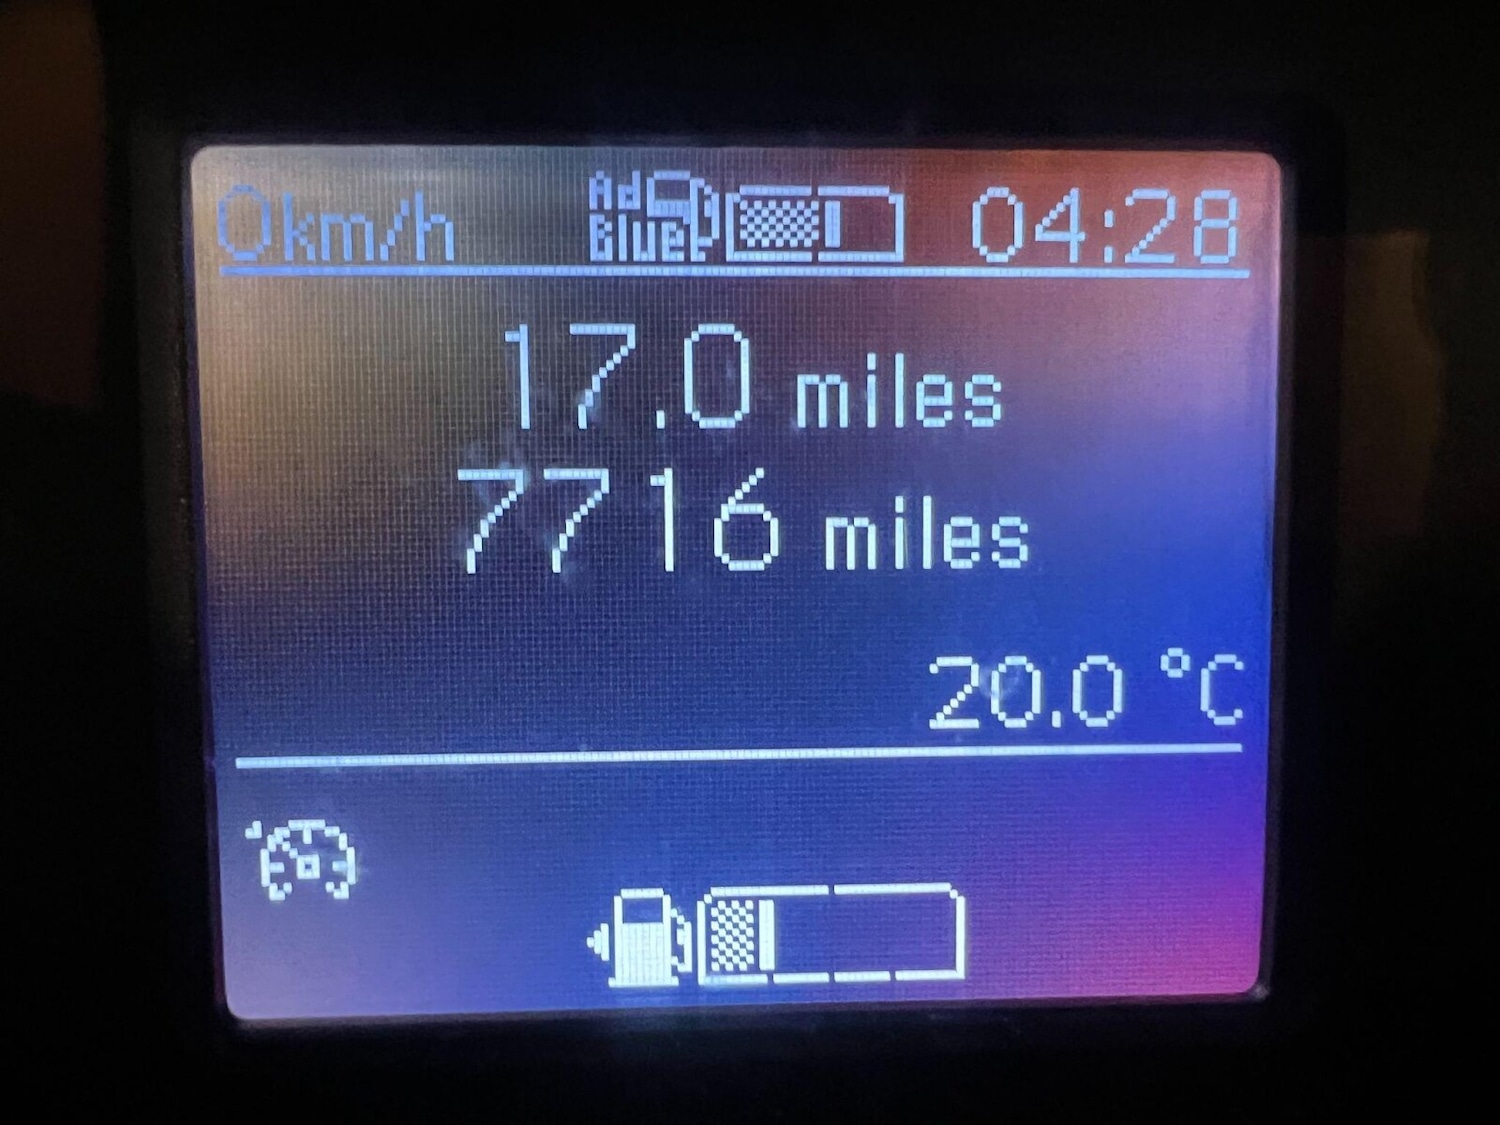 0km/h Ad Blue 04:28
17.0 miles
7716 miles
20.0 °C